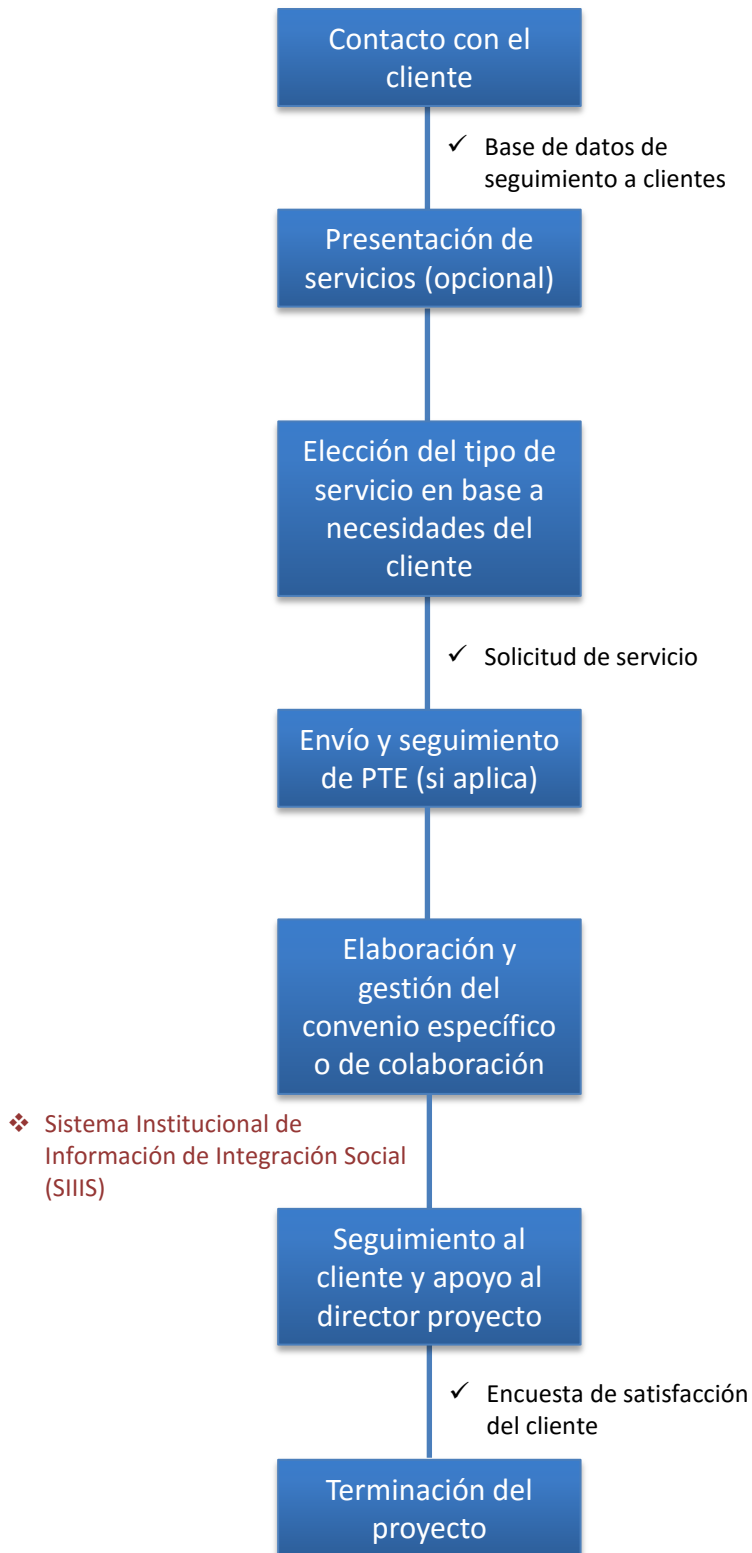 Contacto con el
cliente
✓ Base de datos de
seguimiento a clientes
Presentación de
servicios (opcional)
Elección del tipo de
servicio en base a
necesidades del
cliente
✓ Solicitud de servicio
Envío y seguimiento
de PTE (si aplica)
Elaboración y
gestión del
convenio específico
o de colaboración
❖ Sistema Institucional de
Información de Integración Social
(SIIIS)
Seguimiento al
cliente y apoyo al
director proyecto
✓ Encuesta de satisfacción
del cliente
Terminación del
proyecto